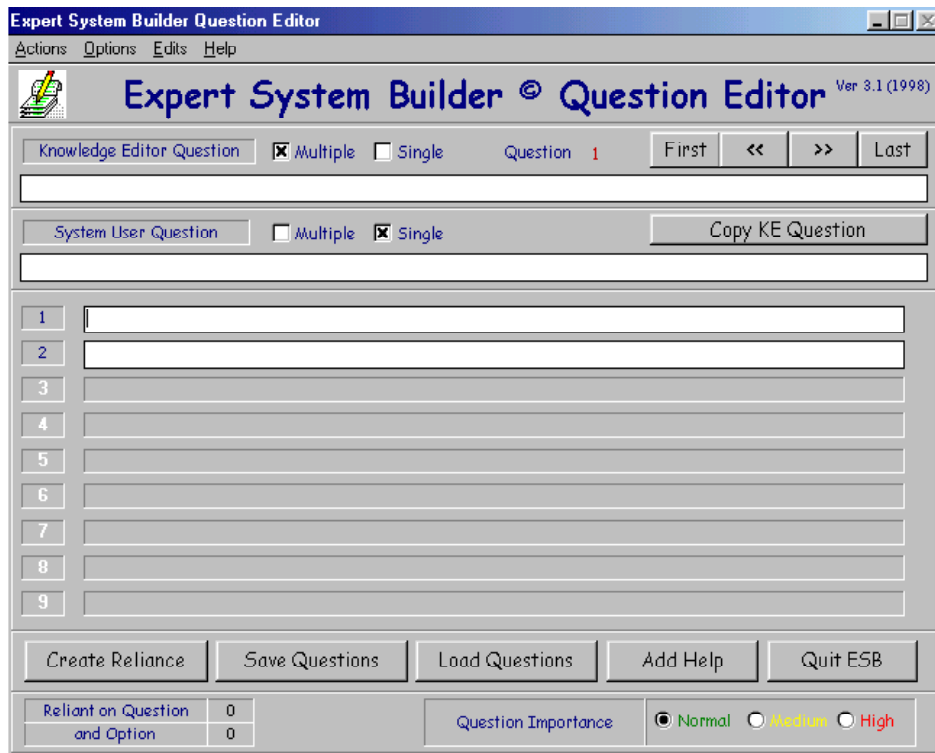 Expert System Builder Question Editor
Actions Options Edits Help
Expert System Builder © Question Editor Ver 3.1 (1998)
Knowledge Editor Question Multiple Single Question 1 First << >> Last
System User Question Multiple Single Copy KE Question
1
2
3
4
5
6
7
8
9
Create Reliance Save Questions Load Questions Add Help Quit ESB
Reliant on Question 0
and Option 0
Question Importance Normal Medium High